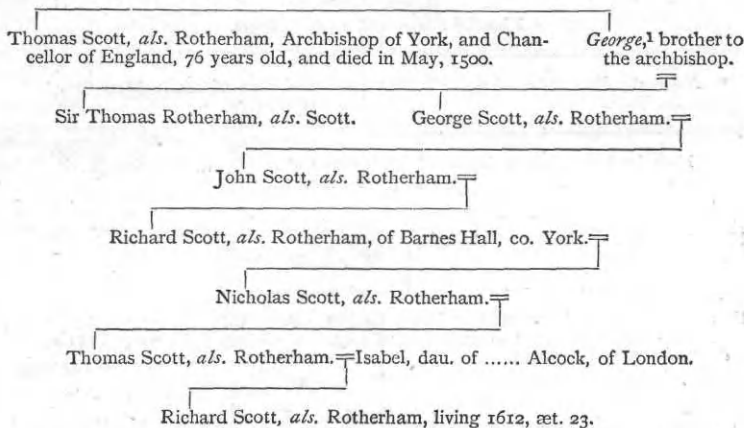 Thomas Scott, als. Rotherham, Archbishop of York, and Chan-
cellor of England, 76 years old, and died in May, 1500.
George,¹ brother to
the archbishop.
Sir Thomas Rotherham, als. Scott.
George Scott, als. Rotherham.
John Scott, als. Rotherham.
Richard Scott, als. Rotherham, of Barnes Hall, co. York.
Nicholas Scott, als. Rotherham.
Thomas Scott, als. Rotherham. Isabel, dau. of ...... Alcock, of London.
Richard Scott, als. Rotherham, living 1612, æt. 23.